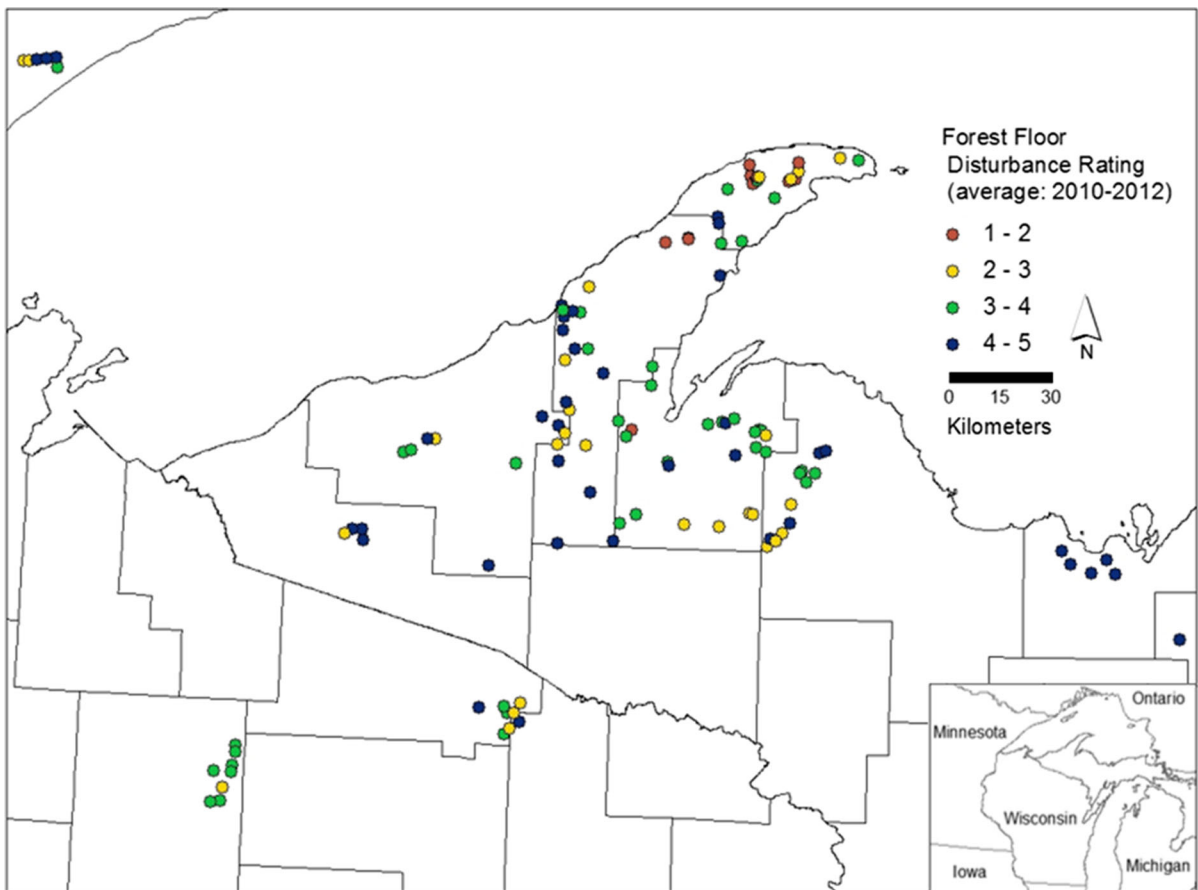 Forest Floor
Disturbance Rating
(average: 2010-2012)
1 - 2
2 - 3
3 - 4
4 - 5
N
0 15 30
Kilometers
Ontario
Minnesota
Wisconsin
Iowa
Michigan